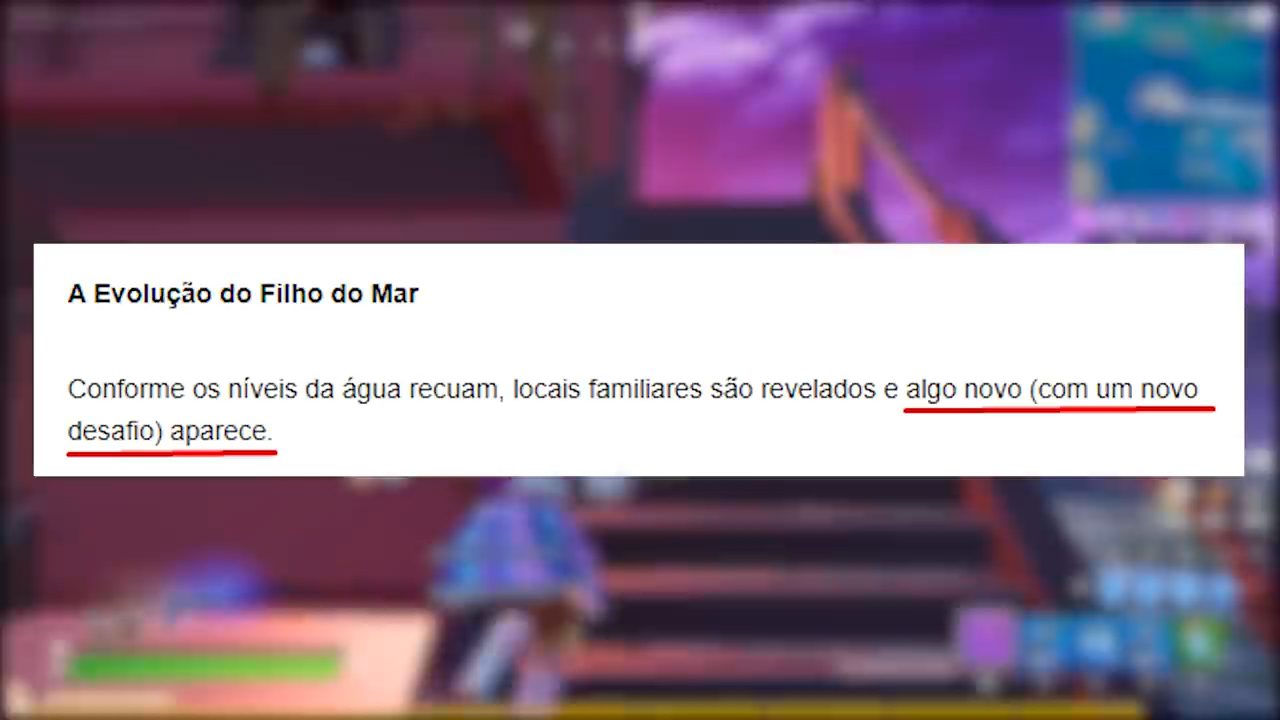 A Evolução do Filho do Mar
Conforme os níveis da água recuam, locais familiares são revelados e algo novo (com um novo
desafio) aparece.